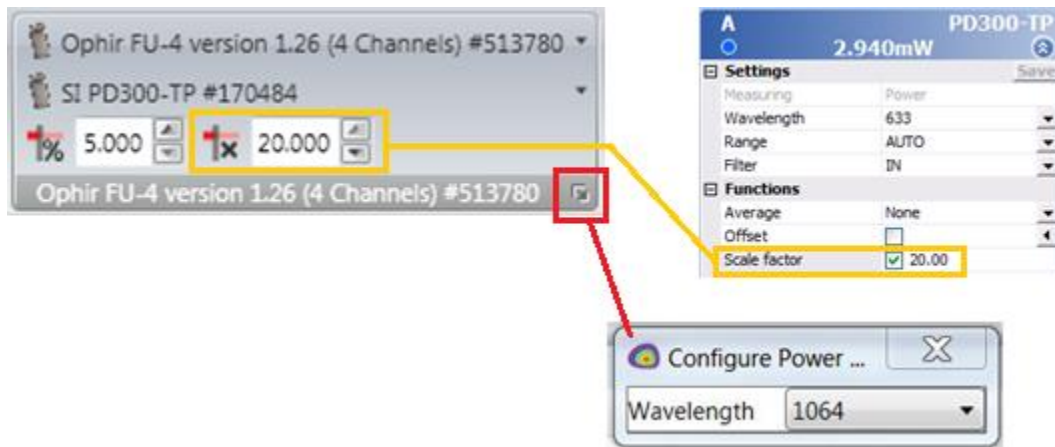 Ophir FU-4 version 1.26 (4 Channels) #513780
SI PD300-TP #170484
% 5.000 x 20.000
Ophir FU-4 version 1.26 (4 Channels) #513780
A PD300-TP
2.940mW
Settings Save
Measuring Power
Wavelength 633
Range AUTO
Filter IN
Functions
Average None
Offset
Scale factor 20.00
Configure Power ...
Wavelength 1064